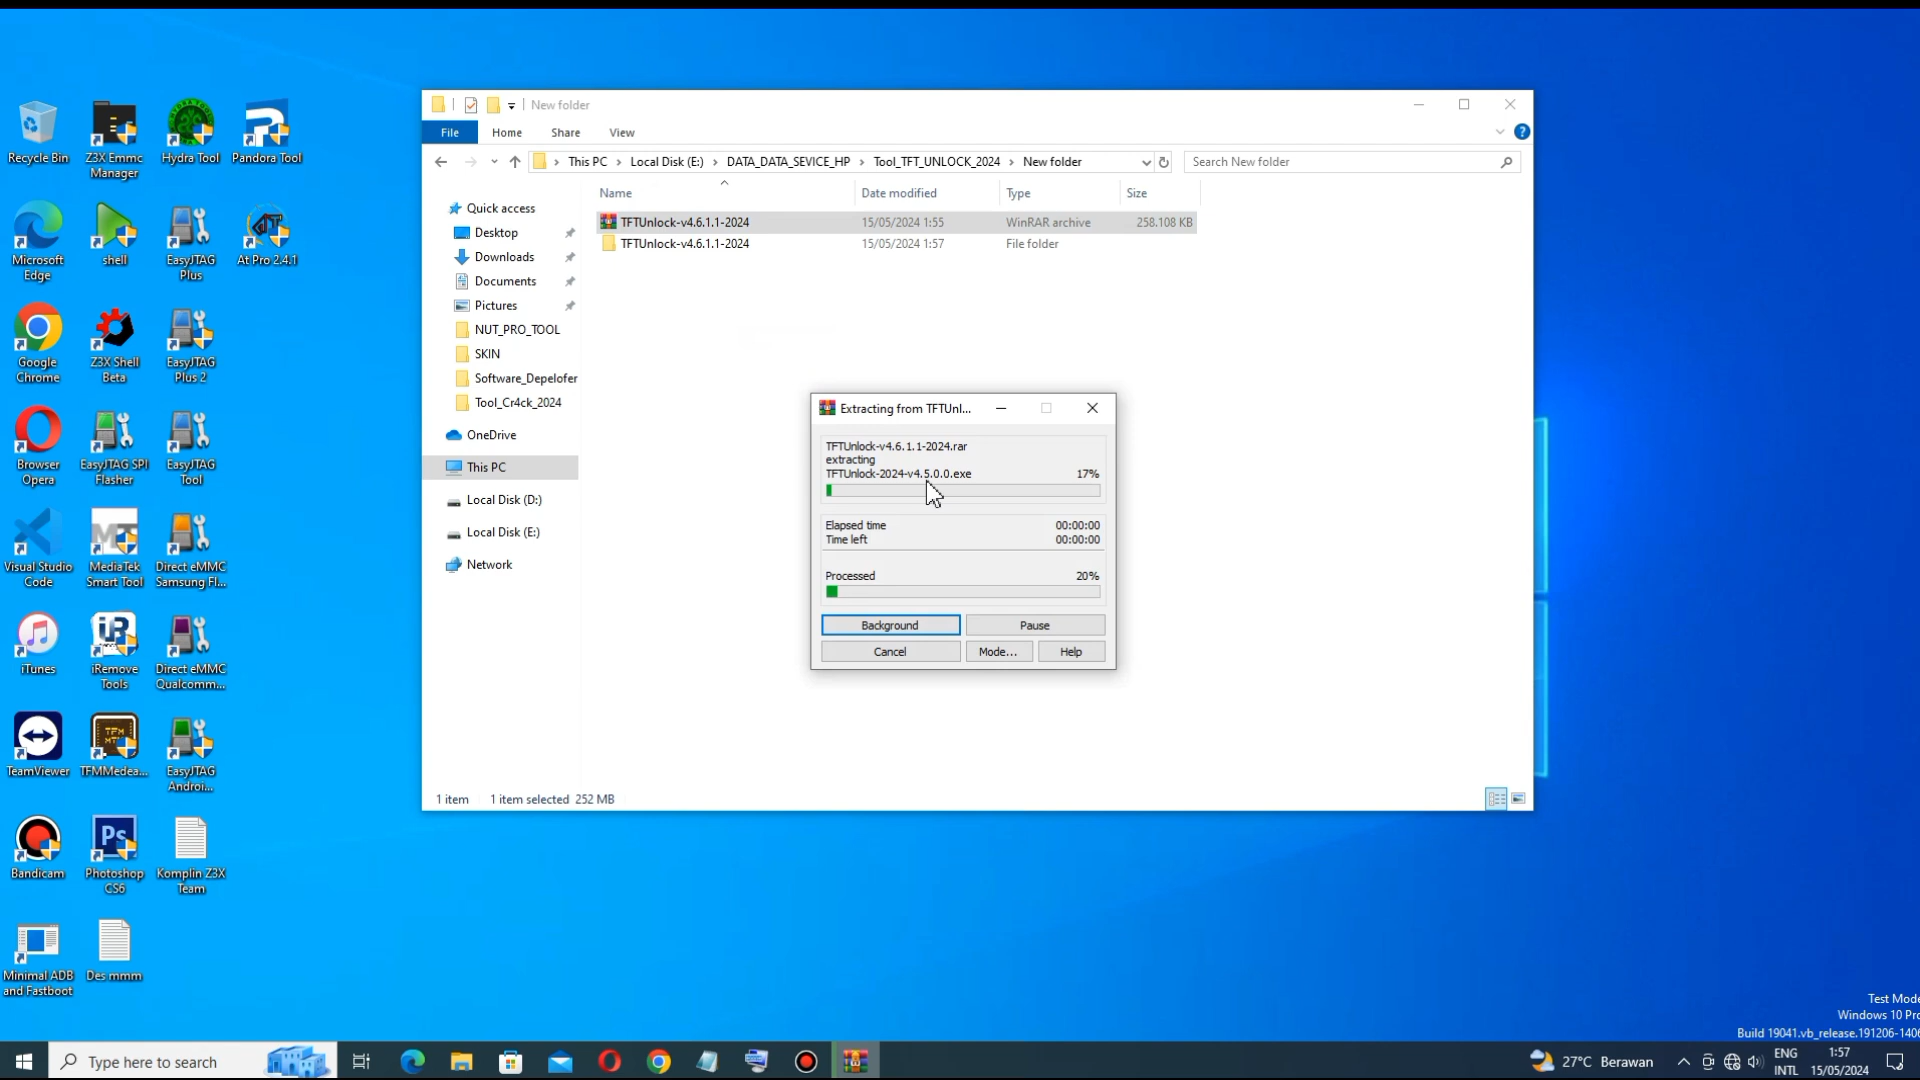 Recycle Bin
Z3X Emmc
Manager
Hydra Tool
Pandora Tool
Microsoft
Edge
shell
EasyJTAG
Plus
At Pro 2.4.1
Google
Chrome
Z3X Shell
Beta
EasyJTAG
Plus 2
Browser
Opera
EasyJTAG SPI
Flasher
EasyJTAG
Tool
Visual Studio
Code
MediaTek
Smart Tool
Direct eMMC
Samsung Fl...
iTunes
iRemove
Tools
Direct eMMC
Qualcomm...
TeamViewer
TFMMedea...
EasyJTAG
Androi...
Bandicam
Photoshop
CS6
Komplin Z3X
Team
Minimal ADB
and Fastboot
Des mmm
New folder
File
Home
Share
View
This PC
Local Disk (E:)
DATA_DATA_SEVICE_HP
Tool_TFT_UNLOCK_2024
New folder
Search New folder
Name
Date modified
Type
Size
TFTUnlock-v4.6.1.1-2024
15/05/2024 1:55
WinRAR archive
258.108 KB
TFTUnlock-v4.6.1.1-2024
15/05/2024 1:57
File folder
Quick access
Desktop
Downloads
Documents
Pictures
NUT_PRO_TOOL
SKIN
Software_Depelofer
Tool_Cr4ck_2024
OneDrive
This PC
Local Disk (D:)
Local Disk (E:)
Network
1 item
1 item selected 252 MB
Extracting from TFTUnl...
TFTUnlock-v4.6.1.1-2024.rar
extracting
TFTUnlock-2024-v4.5.0.0.exe
17%
Elapsed time
00:00:00
Time left
00:00:00
Processed
20%
Background
Pause
Cancel
Mode...
Help
Test Mode
Windows 10 Pro
Build 19041.vb_release.191206-1406
Type here to search
27°C Berawan
ENG
INTL
1:57
15/05/2024